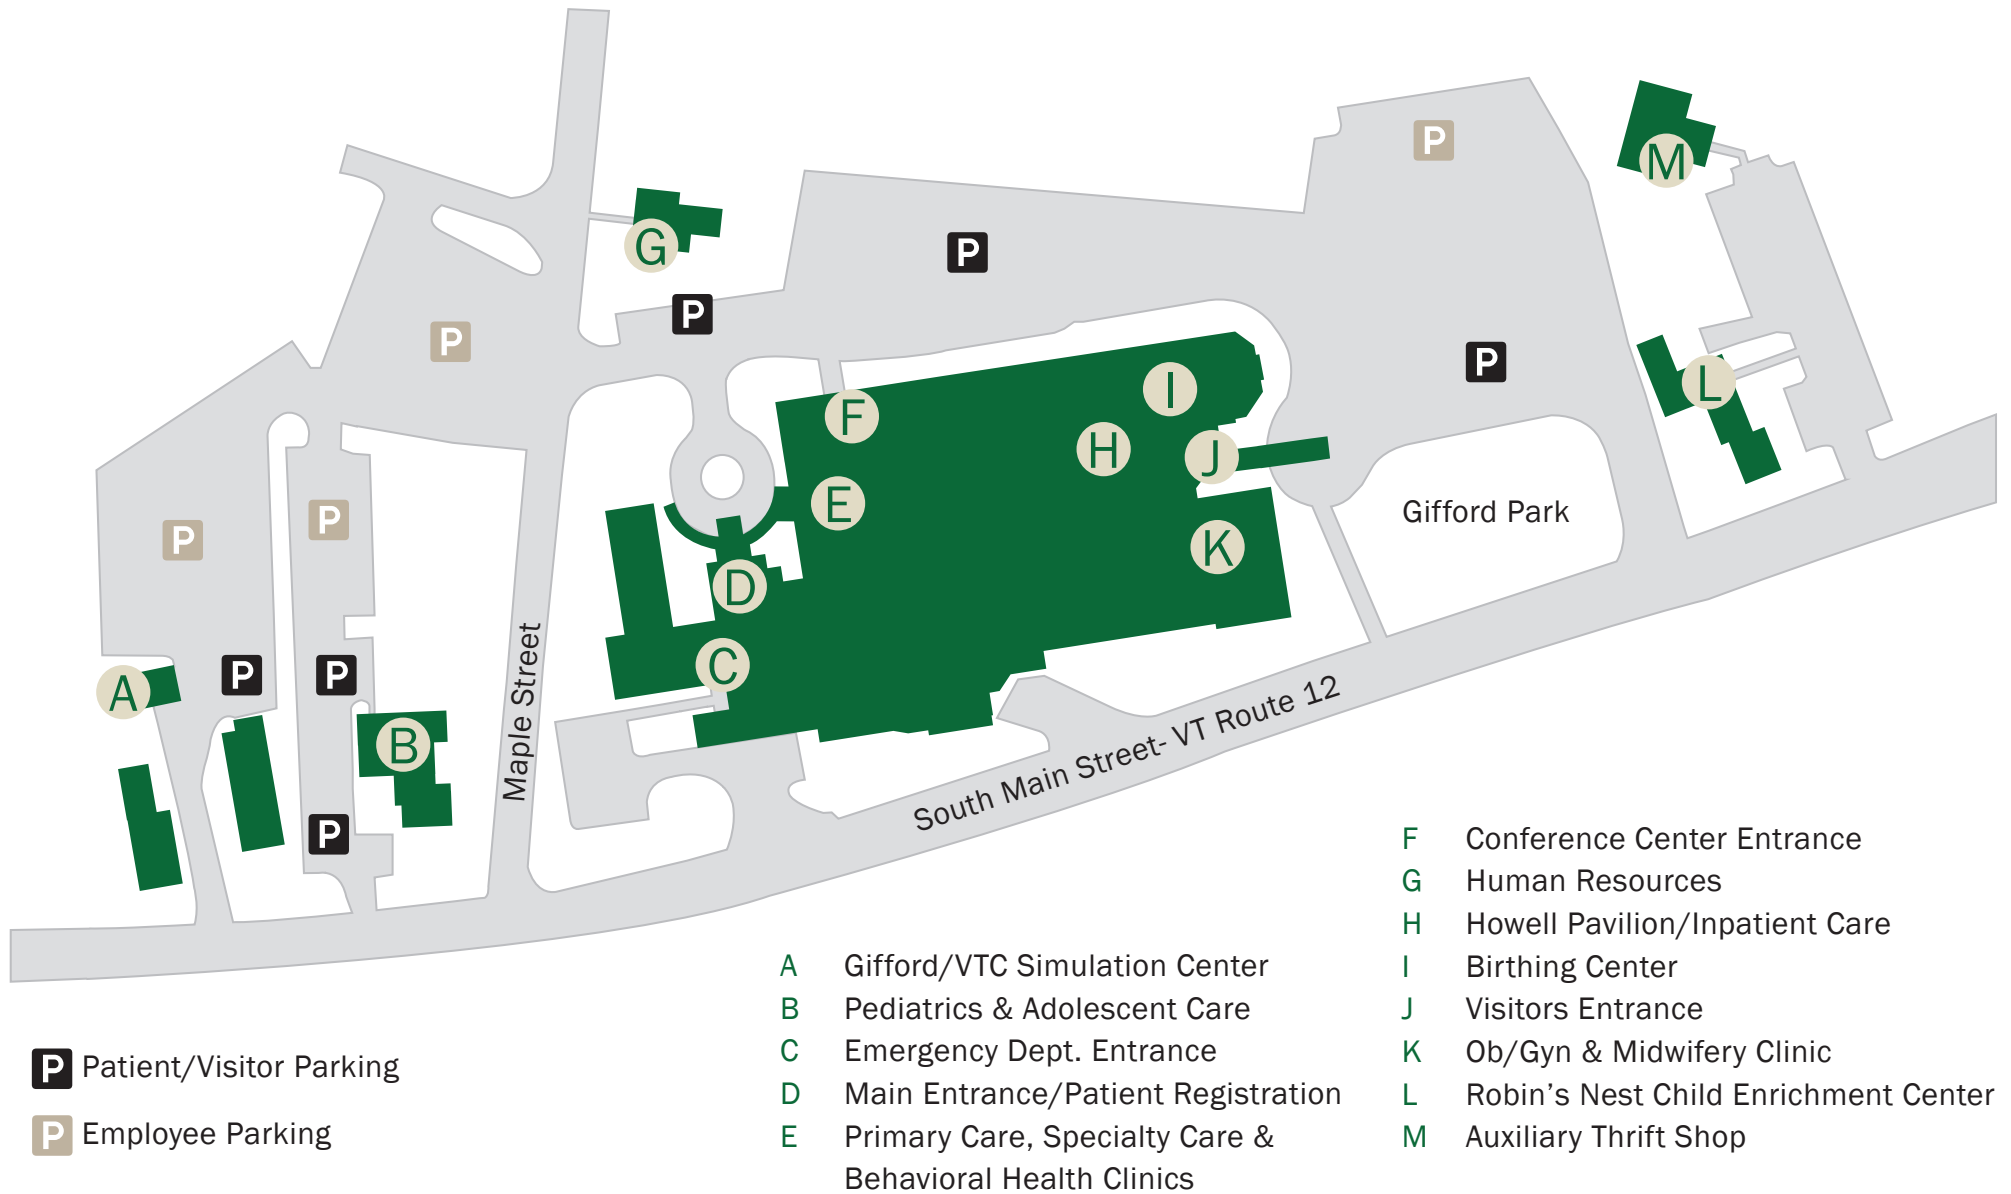 P
M
G
P
P
P
P
P
I
F
H
J
L
E
Gifford Park
P
P
K
D
C
P
P
A
Maple Street
B
South Main Street- VT Route 12
P
P Patient/Visitor Parking
P Employee Parking
A Gifford/VTC Simulation Center
B Pediatrics & Adolescent Care
C Emergency Dept. Entrance
D Main Entrance/Patient Registration
E Primary Care, Specialty Care &
Behavioral Health Clinics
F Conference Center Entrance
G Human Resources
H Howell Pavilion/Inpatient Care
I Birthing Center
J Visitors Entrance
K Ob/Gyn & Midwifery Clinic
L Robin’s Nest Child Enrichment Center
M Auxiliary Thrift Shop